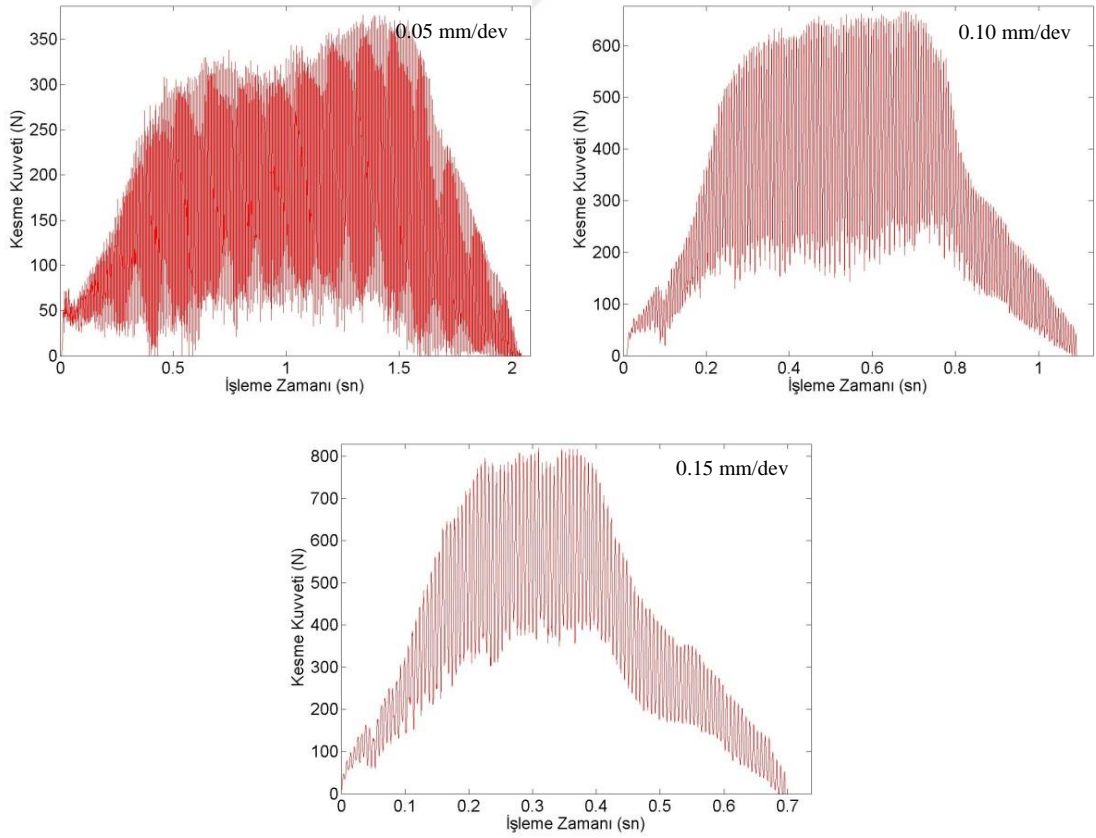 0.05 mm/dev
Kesme Kuvveti (N)
350
300
250
200
150
100
50
0
0 0.5 1 1.5 2
İşleme Zamanı (sn)
0.10 mm/dev
Kesme Kuvveti (N)
600
500
400
300
200
100
0
0 0.2 0.4 0.6 0.8 1
İşleme Zamanı (sn)
0.15 mm/dev
Kesme Kuvveti (N)
800
700
600
500
400
300
200
100
0
0 0.1 0.2 0.3 0.4 0.5 0.6 0.7
İşleme Zamanı (sn)